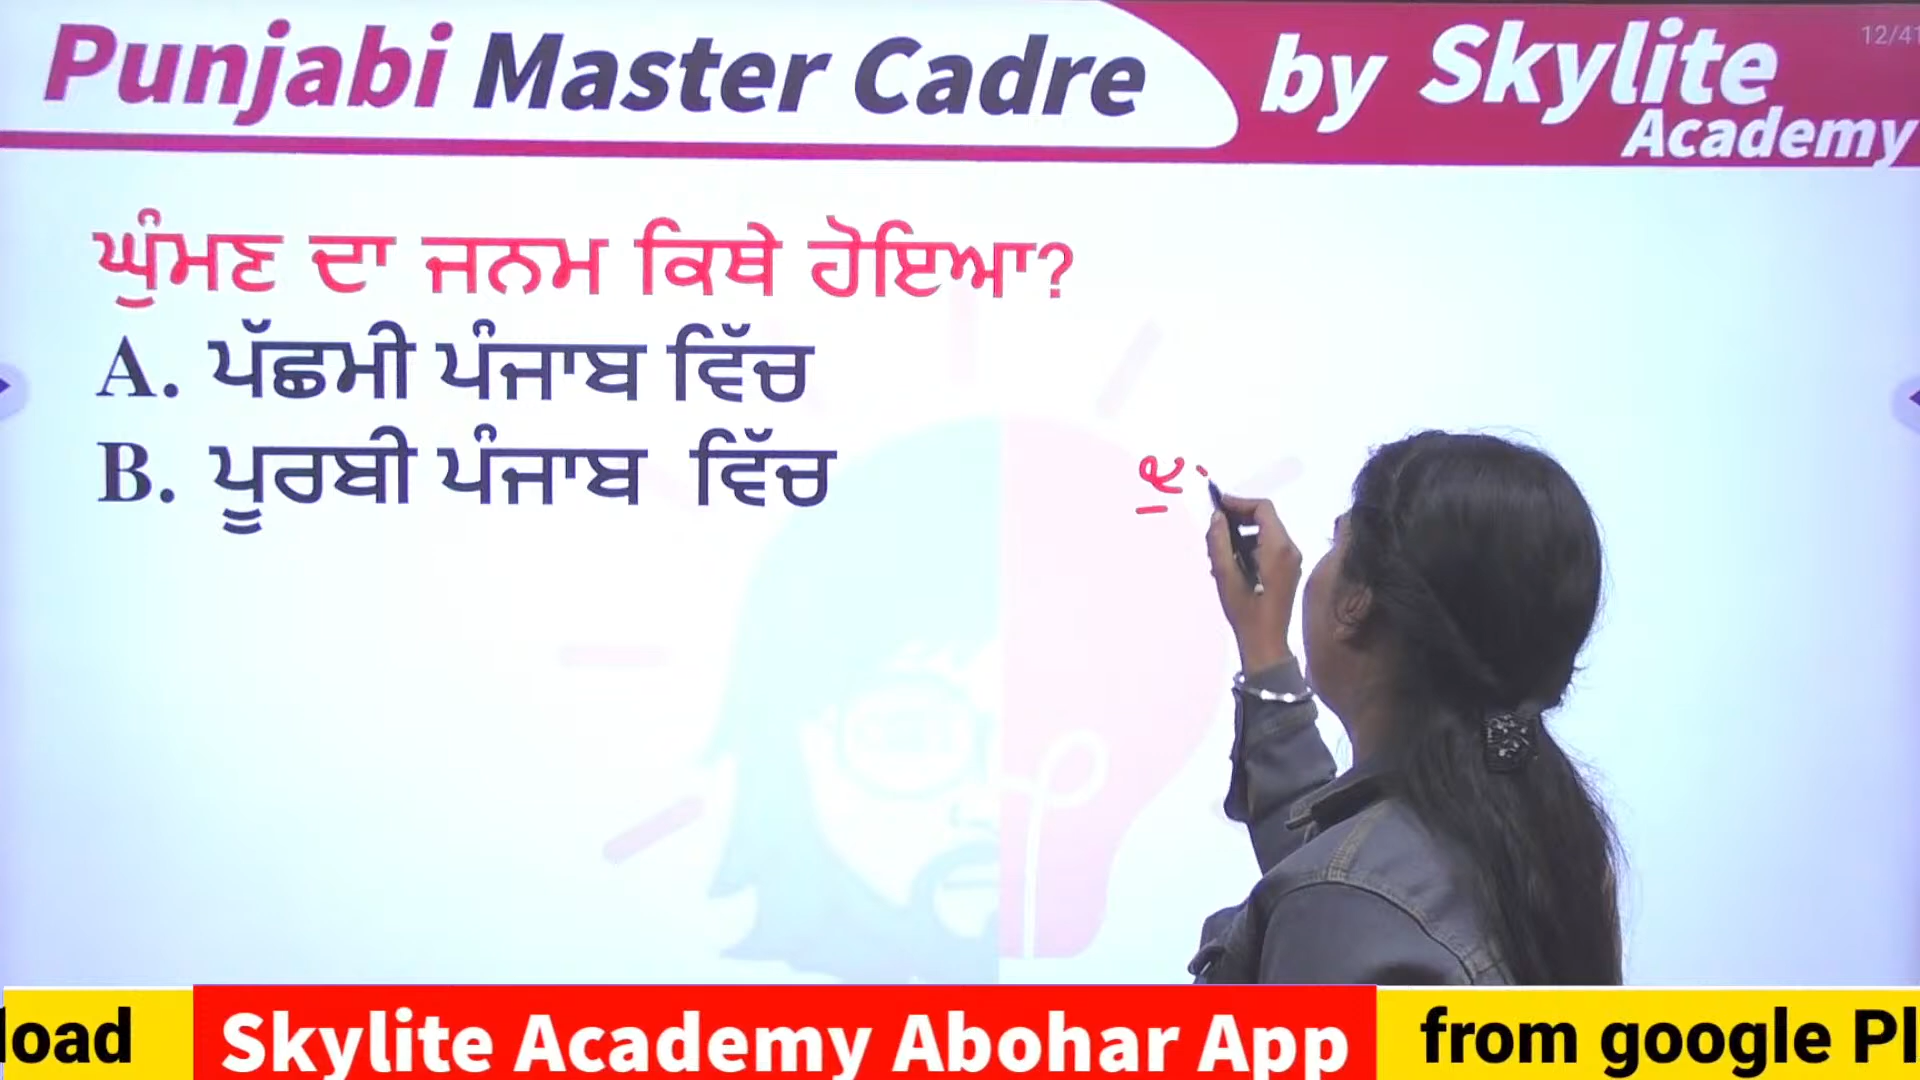 Punjabi Master Cadre by Skylite Academy
12/41
ਘੁੰਮਣ ਦਾ ਜਨਮ ਕਿਥੇ ਹੋਇਆ?
A. ਪੱਛਮੀ ਪੰਜਾਬ ਵਿੱਚ
B. ਪੂਰਬੀ ਪੰਜਾਬ ਵਿੱਚ
load Skylite Academy Abohar App from google Pl